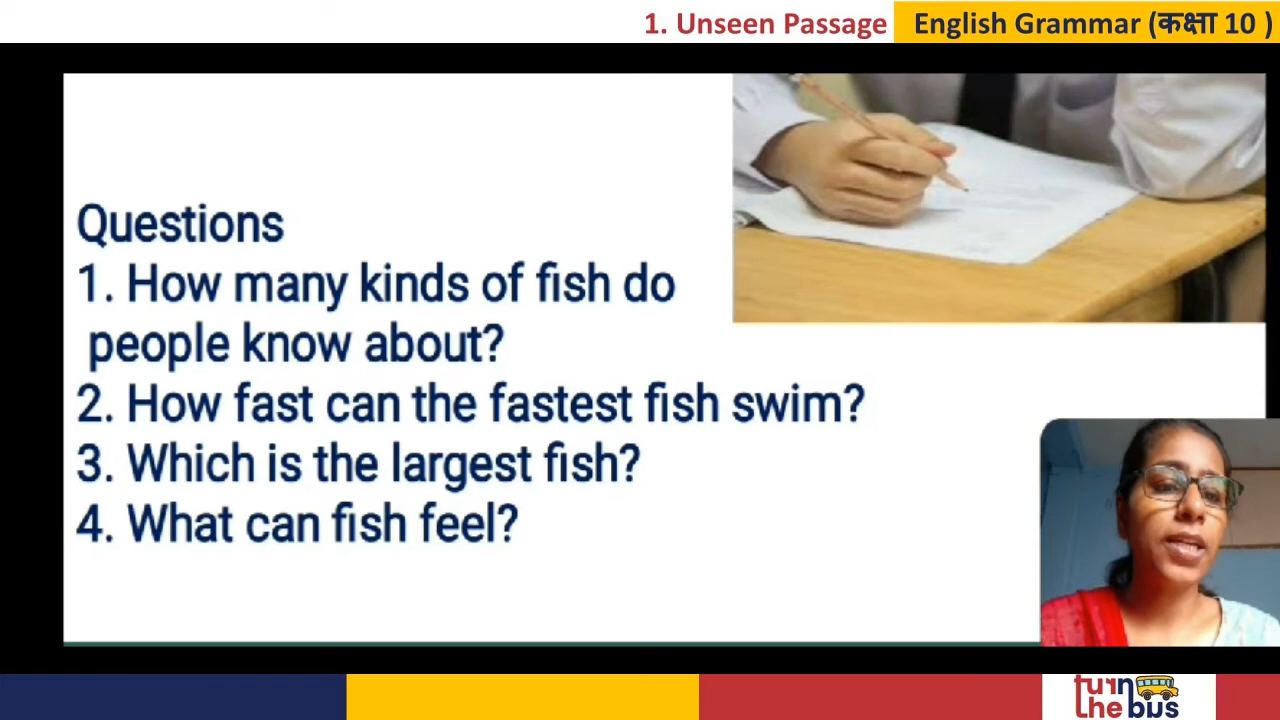 1. Unseen Passage English Grammar (कक्षा 10 )
Questions
1. How many kinds of fish do
people know about?
2. How fast can the fastest fish swim?
3. Which is the largest fish?
4. What can fish feel?
turn
the bus